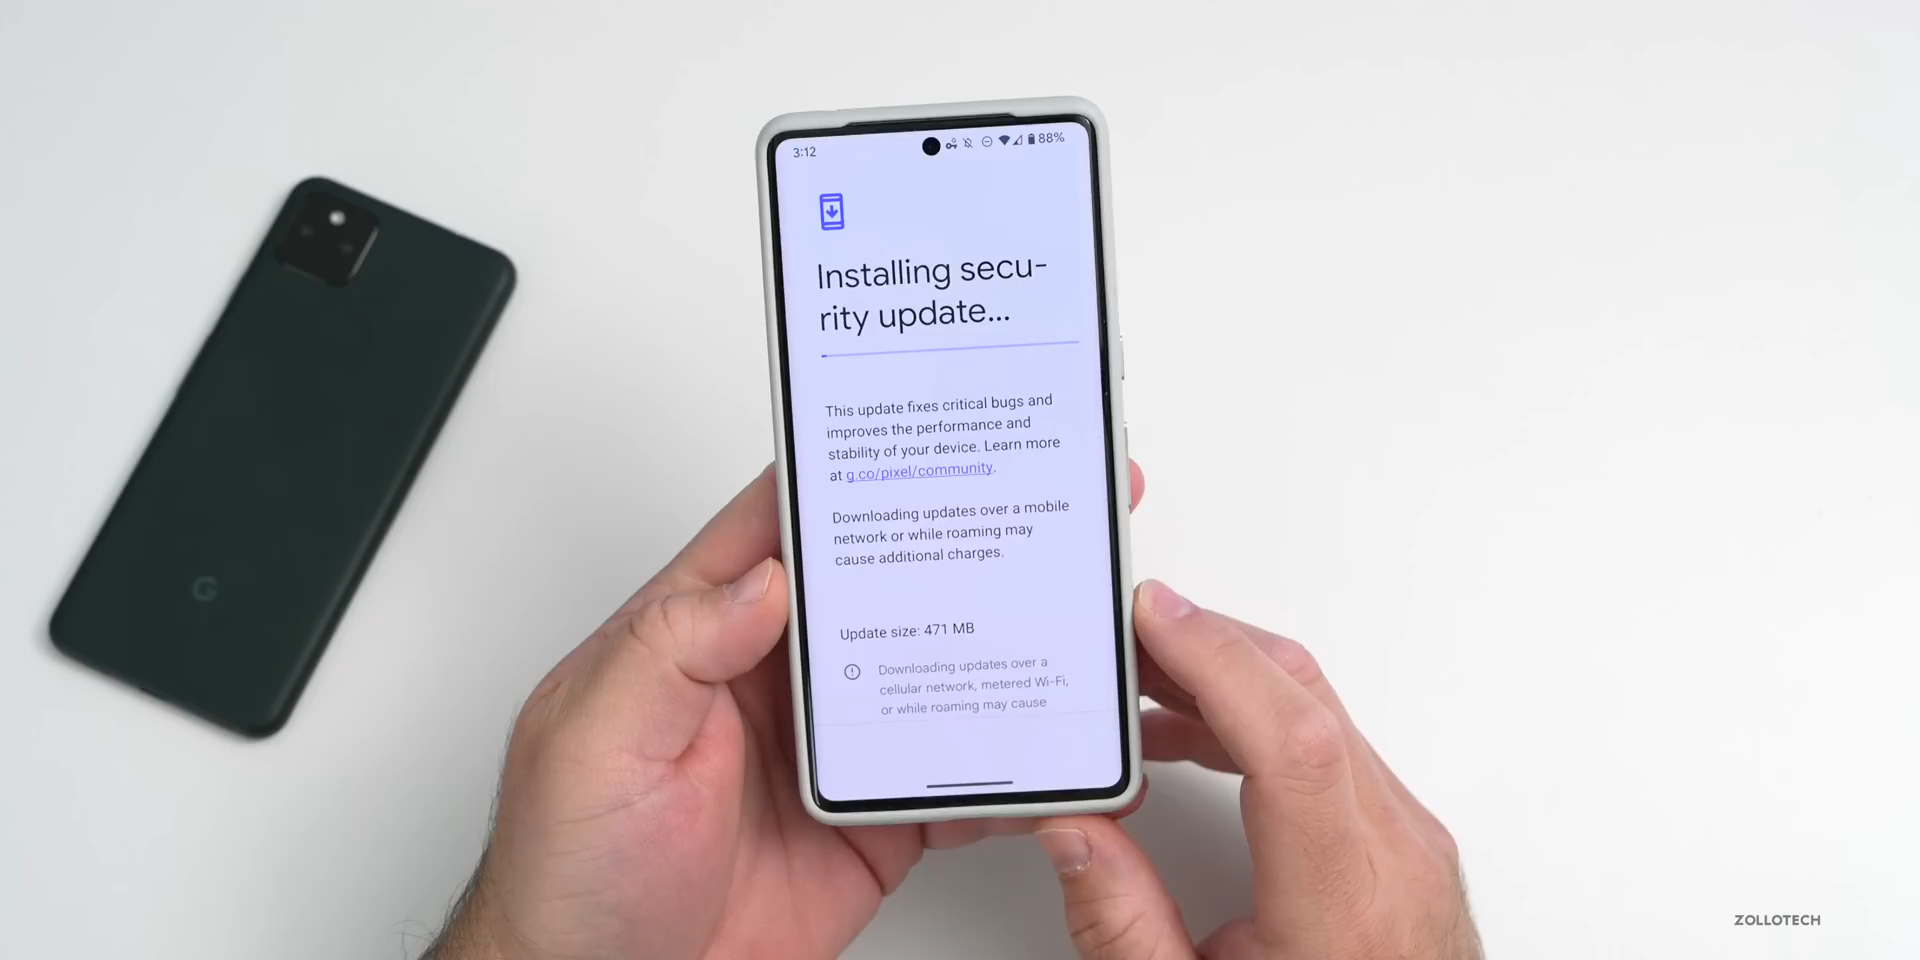 3:12
88%
Installing secu-
rity update...
This update fixes critical bugs and
improves the performance and
stability of your device. Learn more
at g.co/pixel/community.
Downloading updates over a mobile
network or while roaming may
cause additional charges.
Update size: 471 MB
Downloading updates over a
cellular network, metered Wi-Fi,
or while roaming may cause
G
ZOLLOTECH